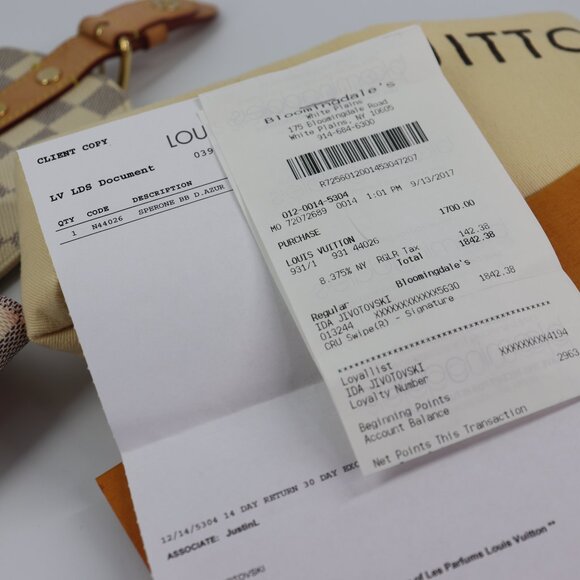 UITTO
CLIENT COPY
LOU
039
LV LDS Document
QTY CODE DESCRIPTION
1 N44026 SPERONE BB D.AZUR
12/14/5304 14 DAY RETURN 30 DAY EXC
ASSOCIATE: JustinL
OTOVSKI
of Les Parfums Louis Vuitton **
Bloomingdale's
White Plains
175 Bloomingdale Road
White Plains, NY 10605
914-684-6300
R7256012001453047207
012-0014-5304
MO 72072689 0014 1:01 PM 9/13/2017
PURCHASE
LOUIS VUITTON 1700.00
931/1 931 44026
8.375% NY RGLR Tax 142.38
Total 1842.38
Bloomingdale's
Regular 1842.38
IDA JIVOTOVSKI
013244 XXXXXXXXXXXX5630
CRU Swipe(R) - Signature
****************************************
Loyallist
IDA JIVOTOVSKI XXXXXXXX4194
Loyalty Number
Beginning Points 2963
Account Balance
Net Points This Transaction